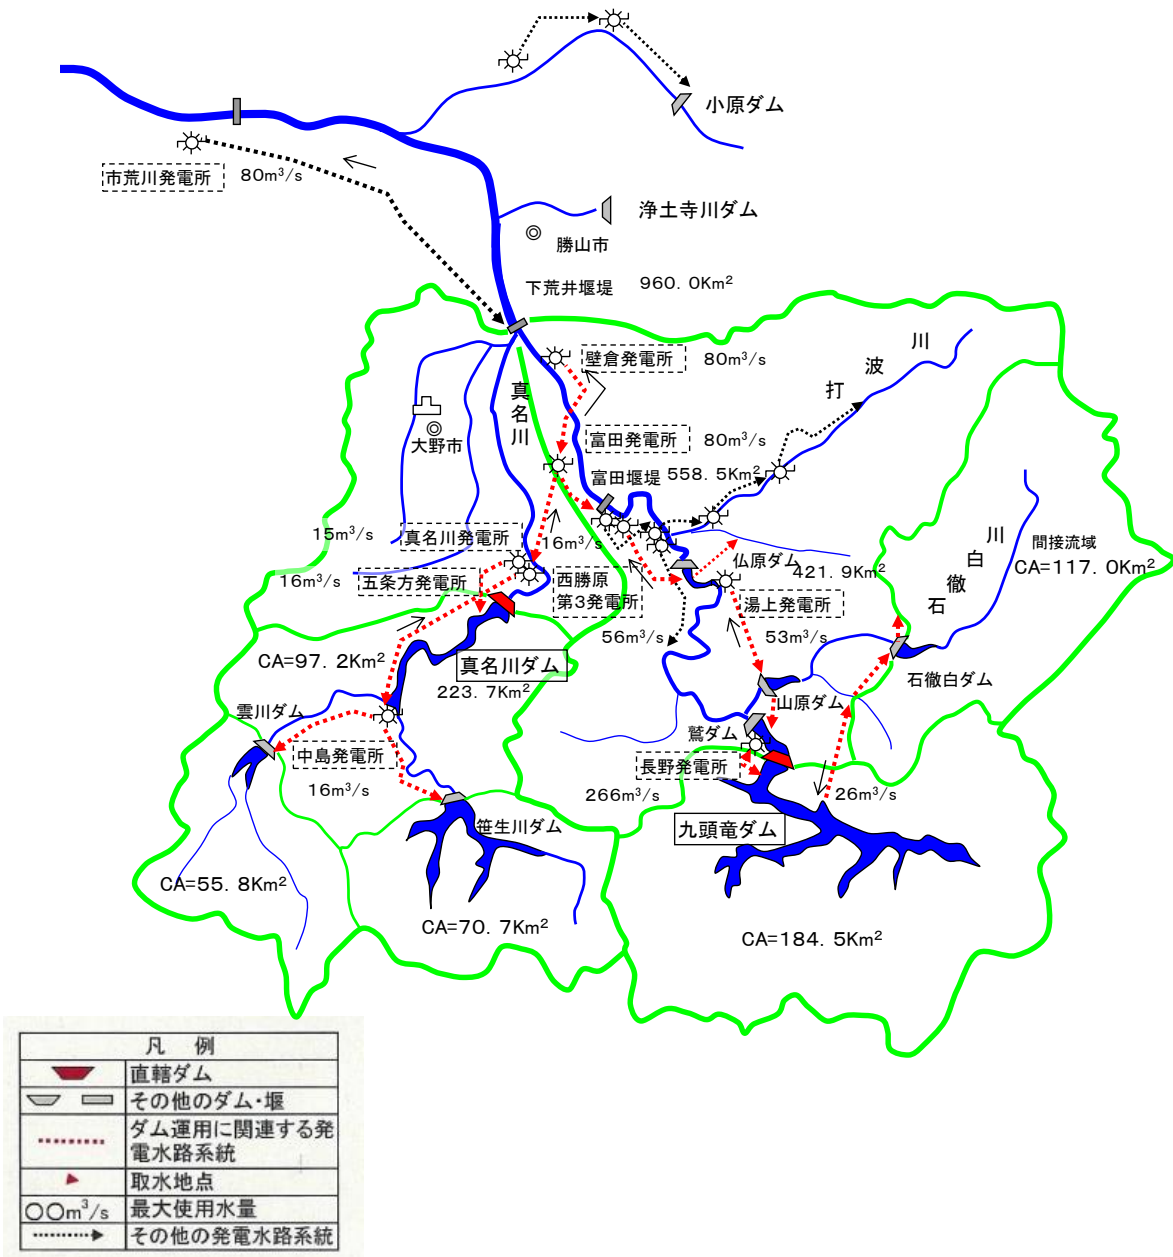 小原ダム
市荒川発電所
80m³/s
浄土寺川ダム
勝山市
下荒井堰堤
960.0Km²
壁倉発電所
80m³/s
打波川
真名川
大野市
富田発電所
80m³/s
富田堰堤
558.5Km²
15m³/s
真名川発電所
16m³/s
16m³/s
五条方発電所
西勝原
第3発電所
仏原ダム
421.9Km²
湯上発電所
56m³/s
53m³/s
石徹白川
間接流域
CA=117.0Km²
CA=97.2Km²
真名川ダム
223.7Km²
石徹白ダム
山原ダム
雲川ダム
鷲ダム
中島発電所
長野発電所
16m³/s
266m³/s
26m³/s
笹生川ダム
九頭竜ダム
CA=55.8Km²
CA=70.7Km²
CA=184.5Km²
凡 例
直轄ダム
その他のダム・堰
ダム運用に関連する発
電水路系統
取水地点
○○m³/s
最大使用水量
その他の発電水路系統